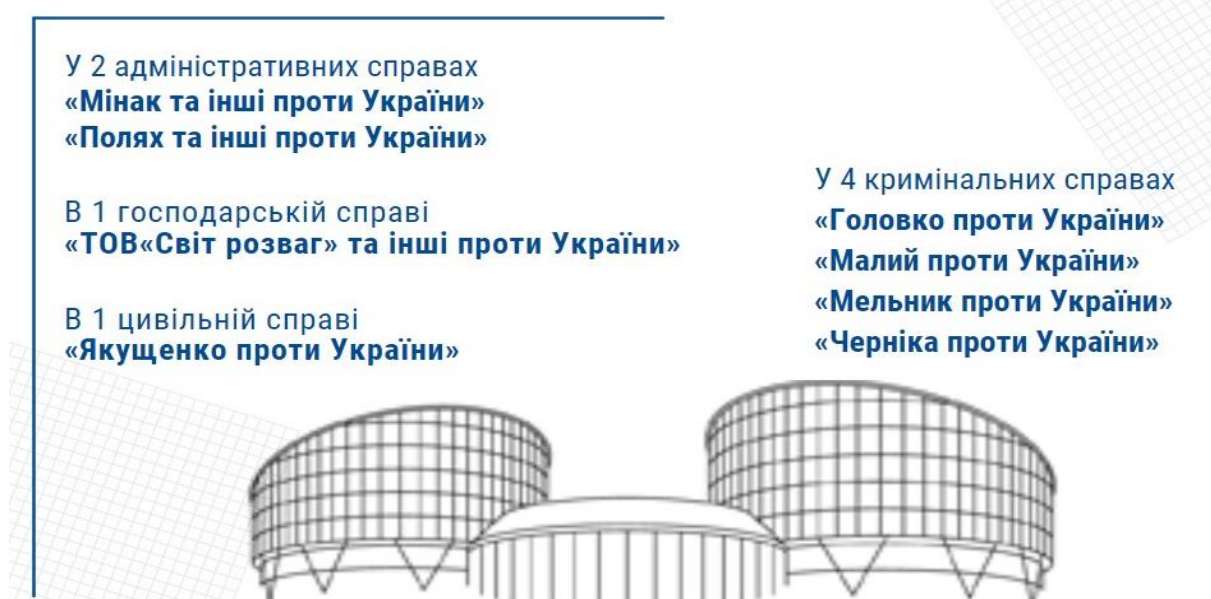 У 2 адміністративних справах
«Мінак та інші проти України»
«Полях та інші проти України»
В 1 господарській справі
«ТОВ«Світ розваг» та інші проти України»
В 1 цивільній справі
«Якущенко проти України»
У 4 кримінальних справах
«Головко проти України»
«Малий проти України»
«Мельник проти України»
«Черніка проти України»